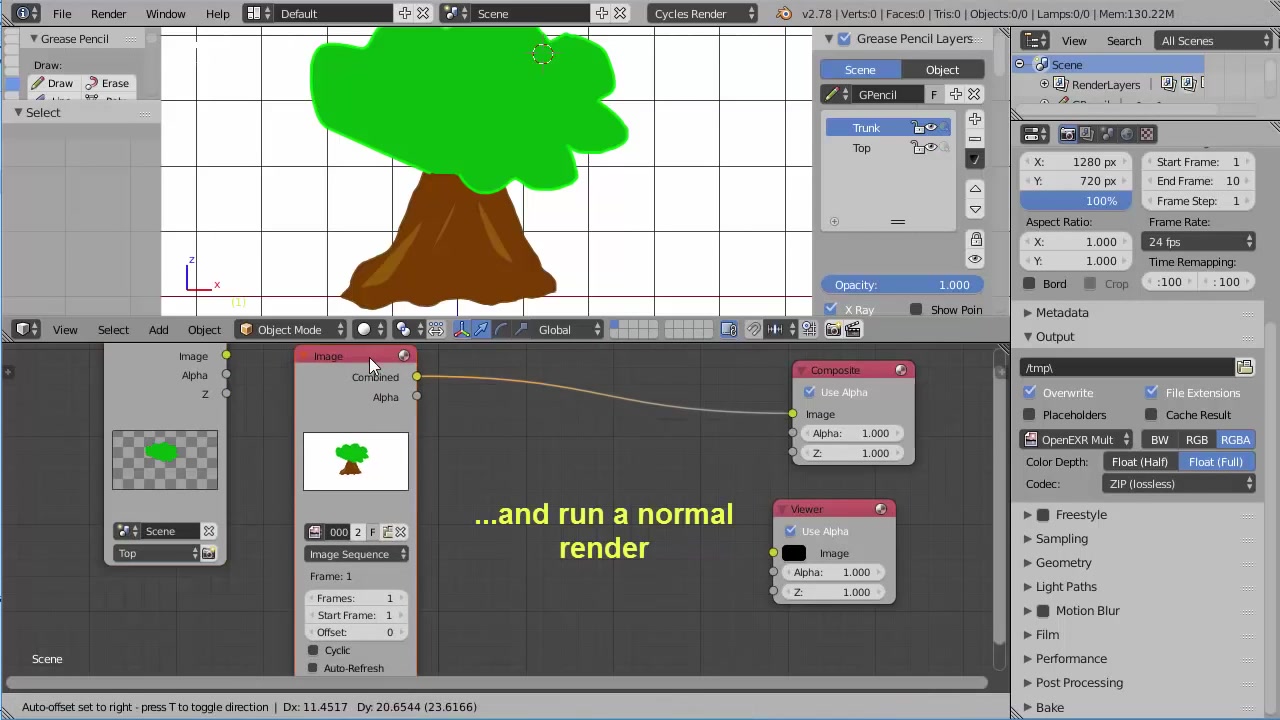 File Render Window Help Default Scene Cycles Render v2.78 | Verts:0 | Faces:0 | Tris:0 | Objects:0/0 | Lamps:0/0 | Mem:130.22M
Grease Pencil
Draw:
Draw Erase
Select
z
x
(1)
Grease Pencil Layers
Scene Object
GPencil F
Trunk
Top
Opacity: 1.000
X Ray Show Poin
View Search All Scenes
Scene
RenderLayers
X: 1280 px
Y: 720 px
100%
Aspect Ratio:
X: 1.000
Y: 1.000
Bord Crop
Start Frame: 1
End Frame: 10
Frame Step: 1
Frame Rate:
24 fps
Time Remapping:
:100 : 100
Metadata
Output
/tmp\
Overwrite File Extensions
Placeholders Cache Result
OpenEXR Mult BW RGB RGBA
Color Depth: Float (Half) Float (Full)
Codec: ZIP (lossless)
Freestyle
Sampling
Geometry
Light Paths
Motion Blur
Film
Performance
Post Processing
Bake
View Select Add Object Object Mode Global
Image
Alpha
Z
Scene
Top
Image
Combined
Alpha
000 2 F
Image Sequence
Frame: 1
Frames: 1
Start Frame: 1
Offset: 0
Cyclic
Auto-Refresh
...and run a normal
render
Composite
Use Alpha
Image
Alpha: 1.000
Z: 1.000
Viewer
Use Alpha
Image
Alpha: 1.000
Z: 1.000
Scene
Auto-offset set to right - press T to toggle direction | Dx: 11.4517 Dy: 20.6544 (23.6166)